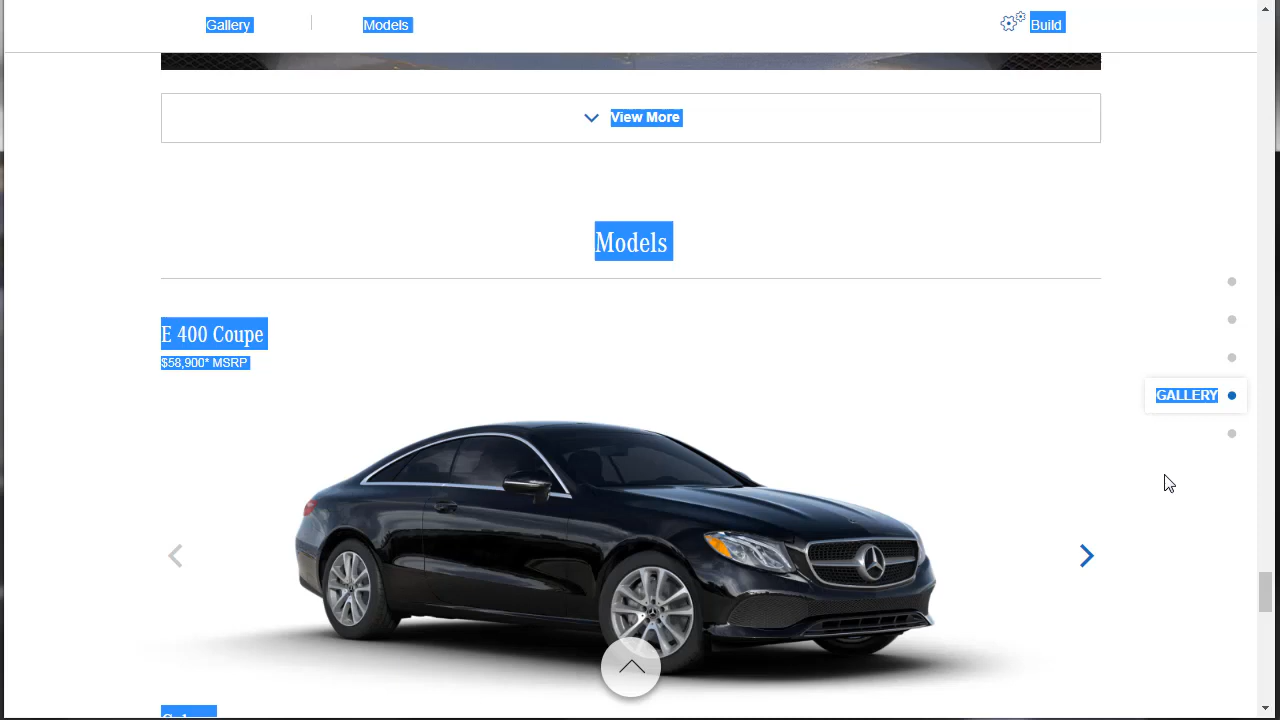 Gallery
Models
Build
View More
Models
E 400 Coupe
$58,900* MSRP
GALLERY